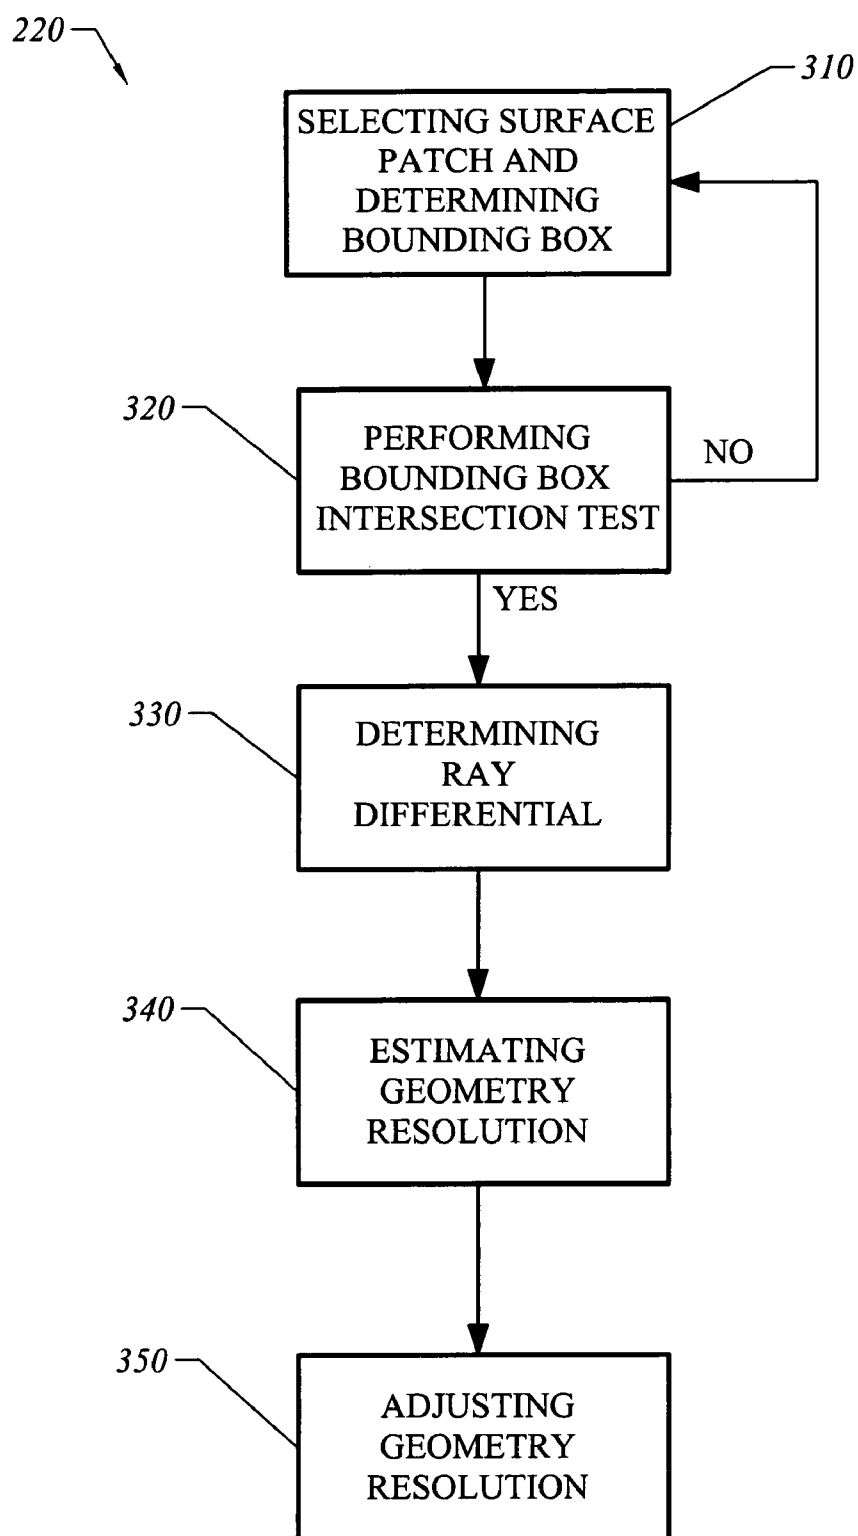 220
310
SELECTING SURFACE
PATCH AND
DETERMINING
BOUNDING BOX
320
PERFORMING
BOUNDING BOX
INTERSECTION TEST
NO
YES
330
DETERMINING
RAY
DIFFERENTIAL
340
ESTIMATING
GEOMETRY
RESOLUTION
350
ADJUSTING
GEOMETRY
RESOLUTION